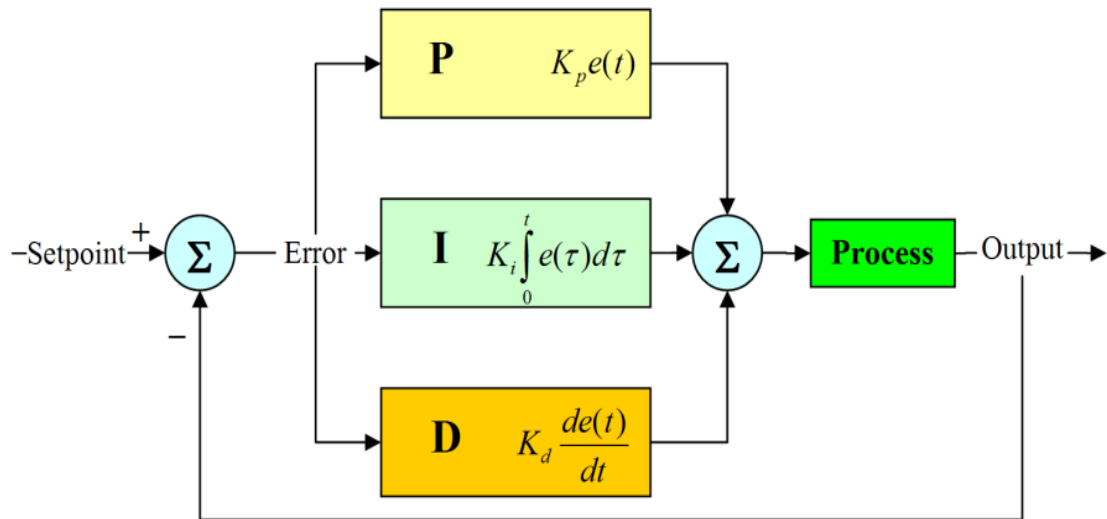 P K_p e(t)
+
–Setpoint
Σ
Error
I K_i ∫_0^t e(τ)dτ
Σ
Process
Output
–
D K_d de(t)/dt